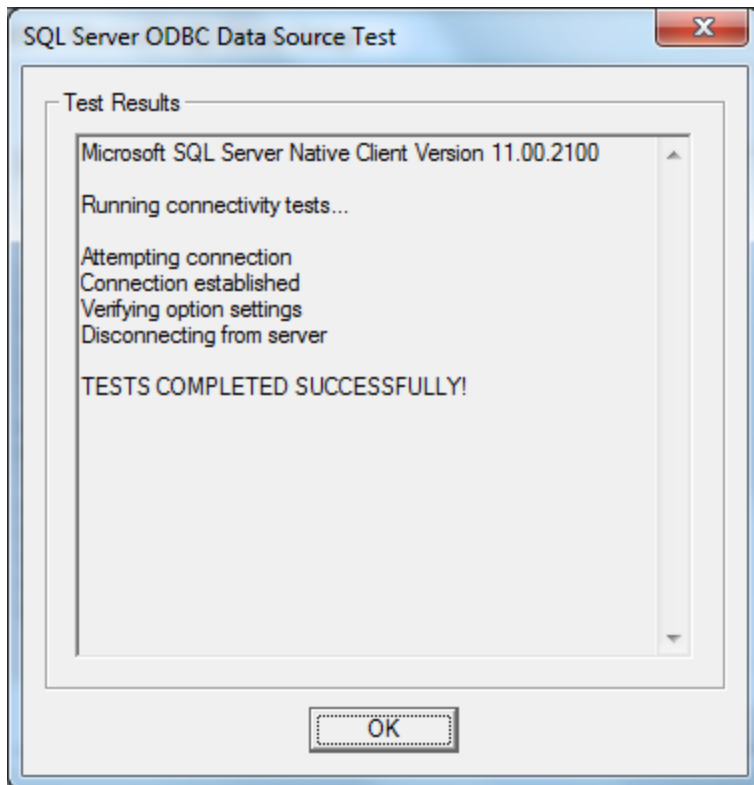 SQL Server ODBC Data Source Test
Test Results
Microsoft SQL Server Native Client Version 11.00.2100
Running connectivity tests...
Attempting connection
Connection established
Verifying option settings
Disconnecting from server
TESTS COMPLETED SUCCESSFULLY!
OK